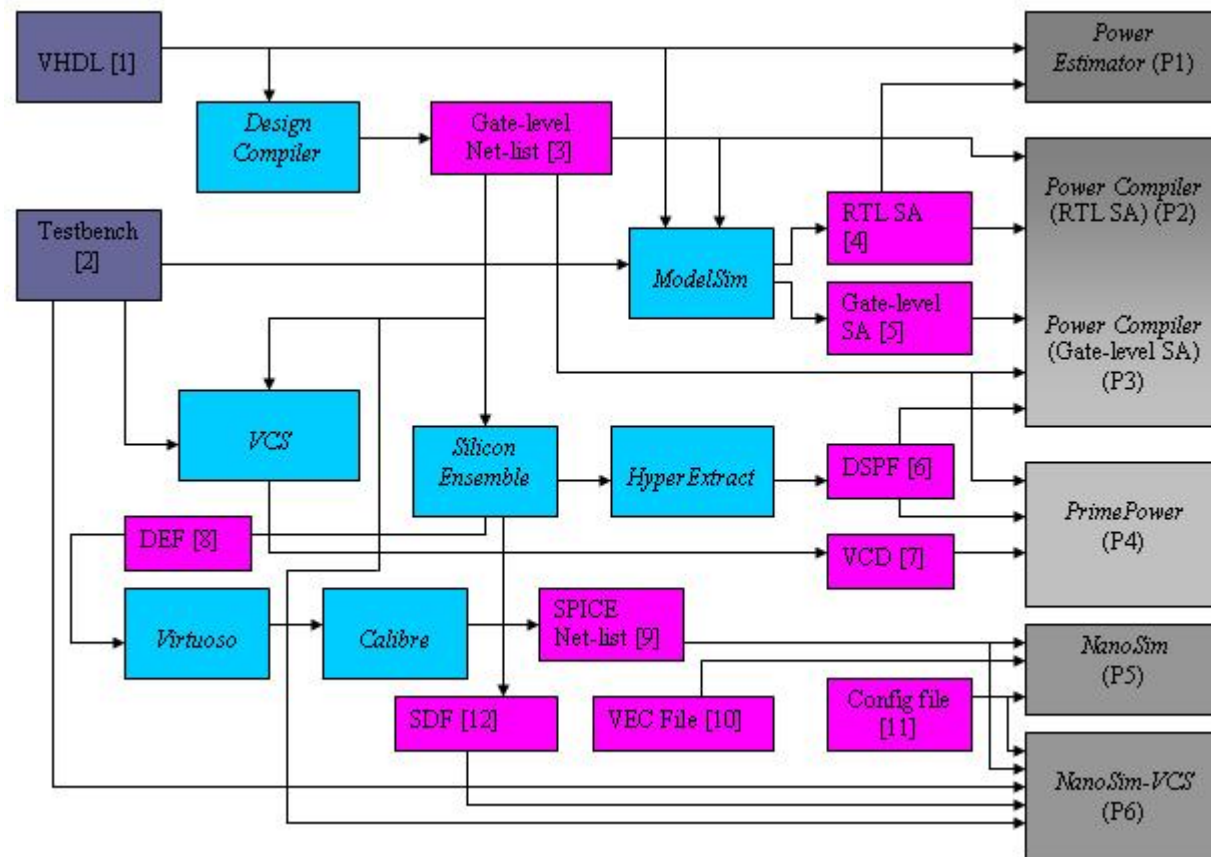 VHDL [1]
Power
Estimator (P1)
Design
Compiler
Gate-level
Net-list [3]
Power Compiler
(RTL SA) (P2)
Testbench
[2]
RTL SA
[4]
ModelSim
Gate-level
SA [5]
Power Compiler
(Gate-level SA)
(P3)
VCS
Silicon
Ensemble
HyperExtract
DSPF [6]
PrimePower
(P4)
DEF [8]
VCD [7]
Virtuoso
Calibre
SPICE
Net-list [9]
NanoSim
(P5)
SDF [12]
VEC File [10]
Config file
[11]
NanoSim-VCS
(P6)